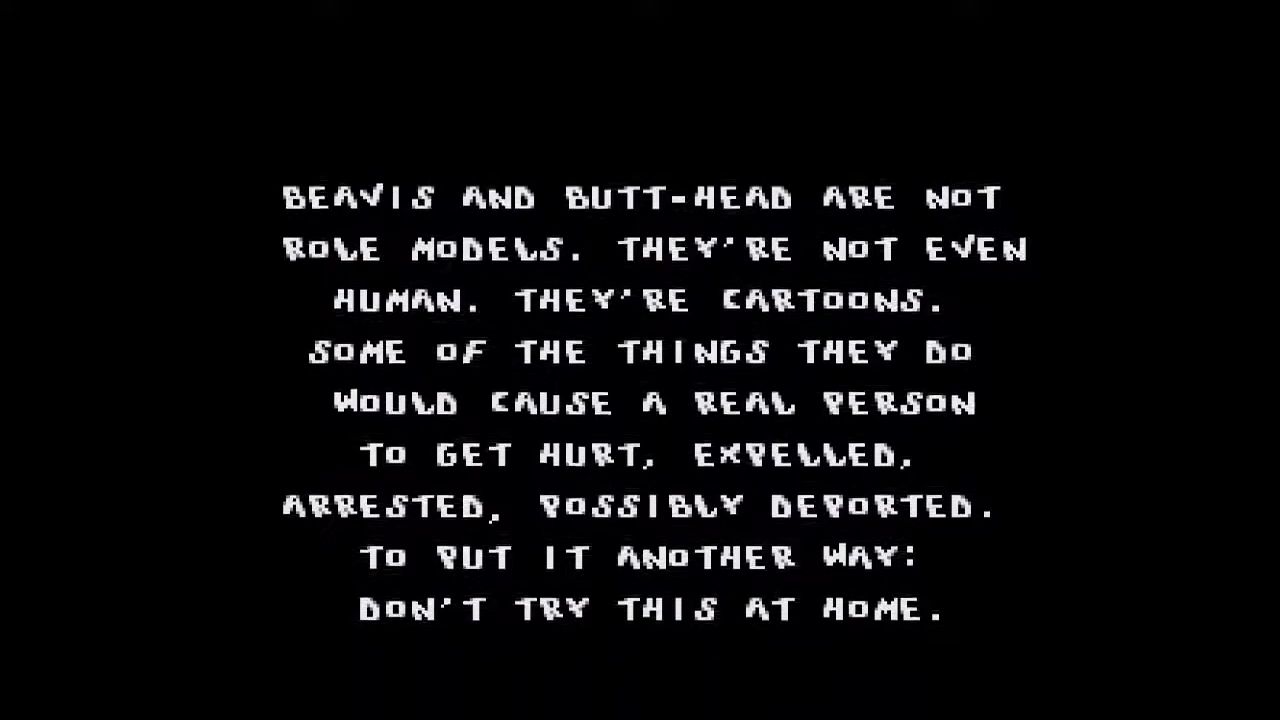 BEAVIS AND BUTT-HEAD ARE NOT
ROLE MODELS. THEY'RE NOT EVEN
HUMAN. THEY'RE CARTOONS.
SOME OF THE THINGS THEY DO
WOULD CAUSE A REAL PERSON
TO GET HURT, EXPELLED,
ARRESTED, POSSIBLY DEPORTED.
TO PUT IT ANOTHER WAY:
DON'T TRY THIS AT HOME.